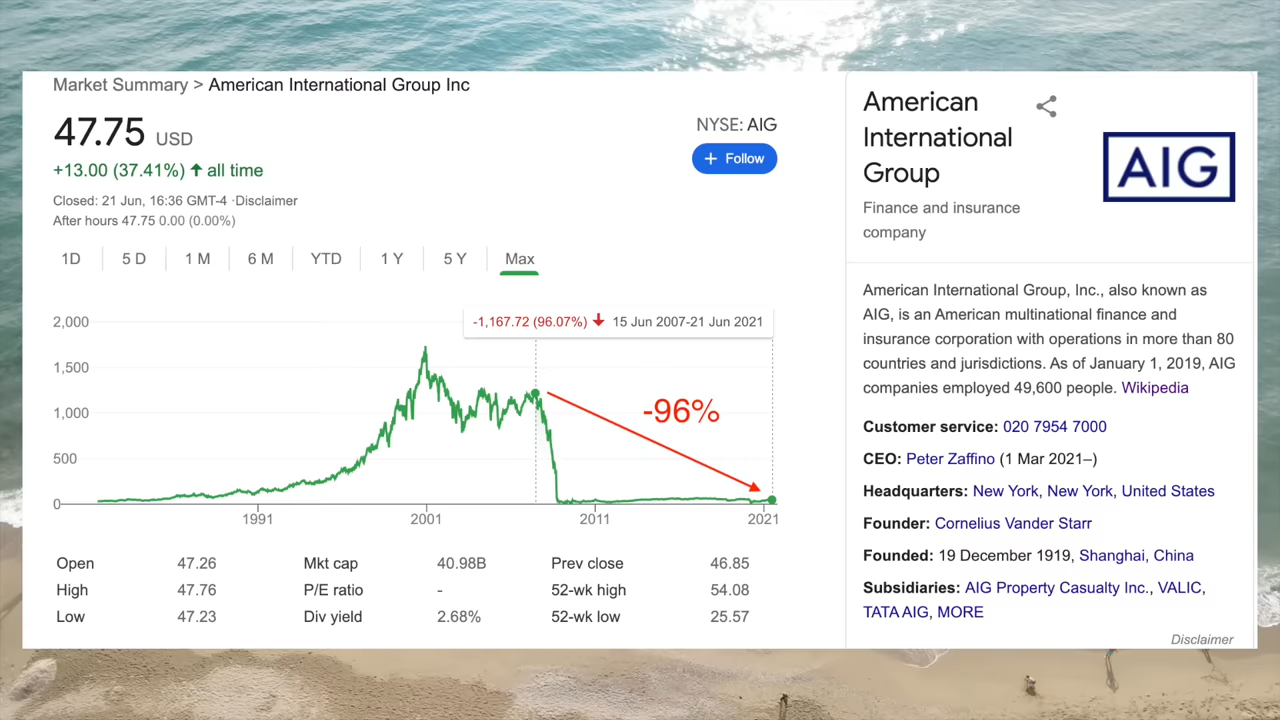 Market Summary > American International Group Inc
47.75 USD
+13.00 (37.41%) ↑ all time
Closed: 21 Jun, 16:36 GMT-4 ·Disclaimer
After hours 47.75 0.00 (0.00%)
NYSE: AIG
+ Follow
1D 5 D 1 M 6 M YTD 1 Y 5 Y Max
-1,167.72 (96.07%) ↓ 15 Jun 2007-21 Jun 2021
2,000
1,500
1,000
500
0
-96%
1991 2001 2011 2021
Open 47.26 Mkt cap 40.98B Prev close 46.85
High 47.76 P/E ratio - 52-wk high 54.08
Low 47.23 Div yield 2.68% 52-wk low 25.57
American
International
Group
AIG
Finance and insurance
company
American International Group, Inc., also known as
AIG, is an American multinational finance and
insurance corporation with operations in more than 80
countries and jurisdictions. As of January 1, 2019, AIG
companies employed 49,600 people. Wikipedia
Customer service: 020 7954 7000
CEO: Peter Zaffino (1 Mar 2021–)
Headquarters: New York, New York, United States
Founder: Cornelius Vander Starr
Founded: 19 December 1919, Shanghai, China
Subsidiaries: AIG Property Casualty Inc., VALIC,
TATA AIG, MORE
Disclaimer